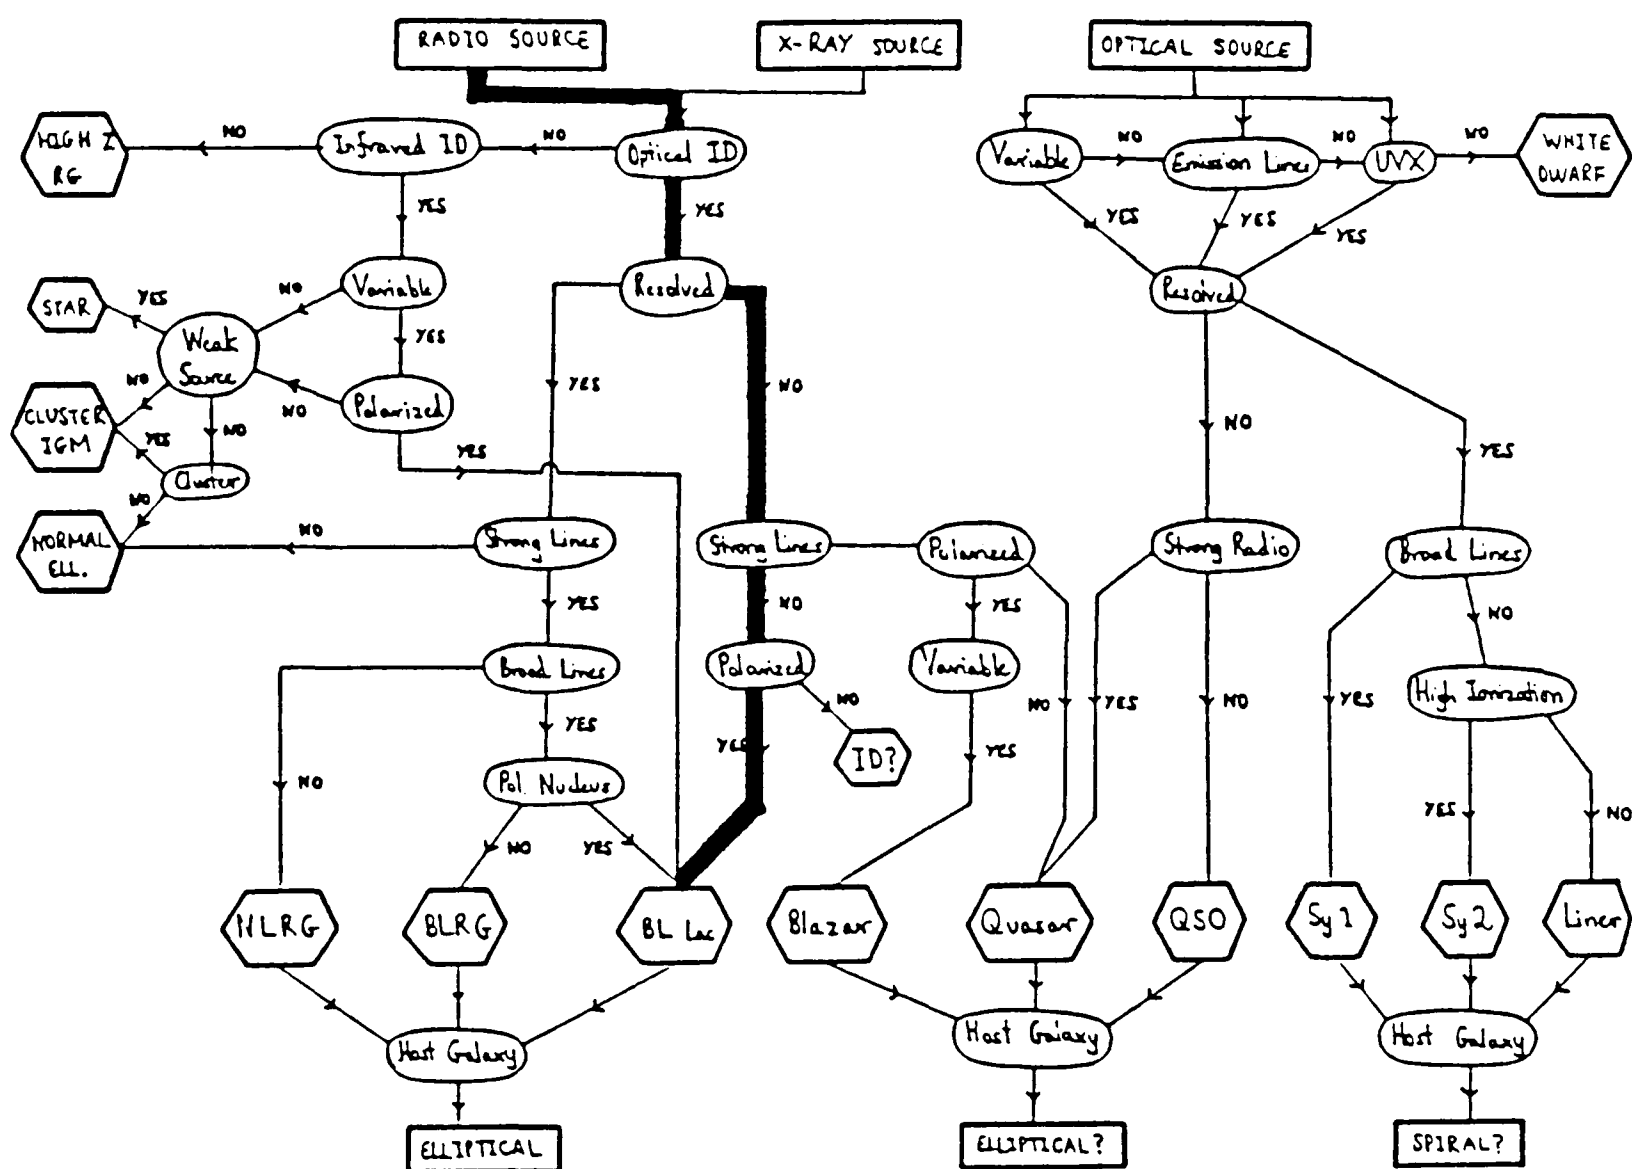 RADIO SOURCE
X-RAY SOURCE
OPTICAL SOURCE
HIGH Z
RG
NO
Infrared ID
NO
Optical ID
Variable
NO
Emission Lines
NO
UVX
NO
WHITE
DWARF
YES
YES
YES
YES
YES
STAR
YES
NO
Variable
Resolved
Resolved
Weak
Source
YES
NO
CLUSTER
IGM
YES
NO
NO
Polarized
YES
NO
NO
YES
YES
Cluster
NO
NORMAL
ELL.
NO
Strong Lines
Strong Lines
Polarized
Strong Radio
Broad Lines
YES
NO
YES
NO
Broad Lines
Polarized
Variable
High Ionization
NO
YES
YES
NO
ID?
YES
NO
YES
NO
YES
Pol. Nucleus
NO
YES
YES
NO
NLRG
BLRG
BL Lac
Blazar
Quasar
QSO
Sy1
Sy2
Liner
Host Galaxy
Host Galaxy
Host Galaxy
ELLIPTICAL
ELLIPTICAL?
SPIRAL?